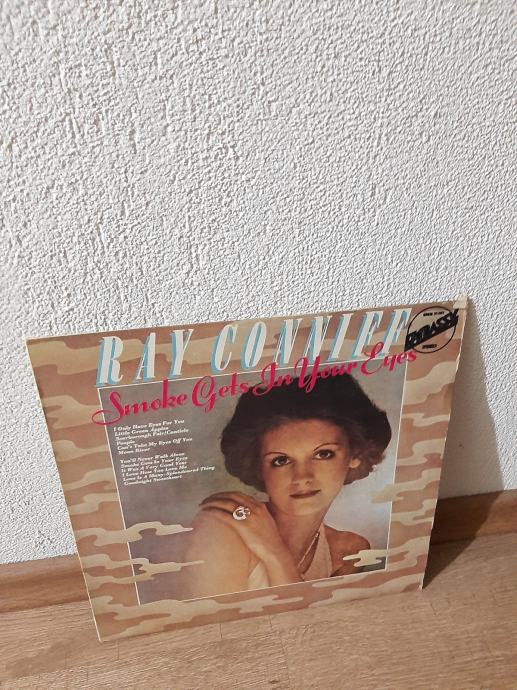 RAY CONNIFF
Smoke Gets In Your Eyes
EMBASSY
STEREO
I Only Have Eyes For You
Little Green Apples
Scarborough Fair/Canticle
People
Can't Take My Eyes Off You
Moon River
You'll Never Walk Alone
Smoke Gets In Your Eyes
It Was A Very Good Year
I Love How You Love Me
Love Is A Many-Splendoured Thing
Goodnight Sweetheart